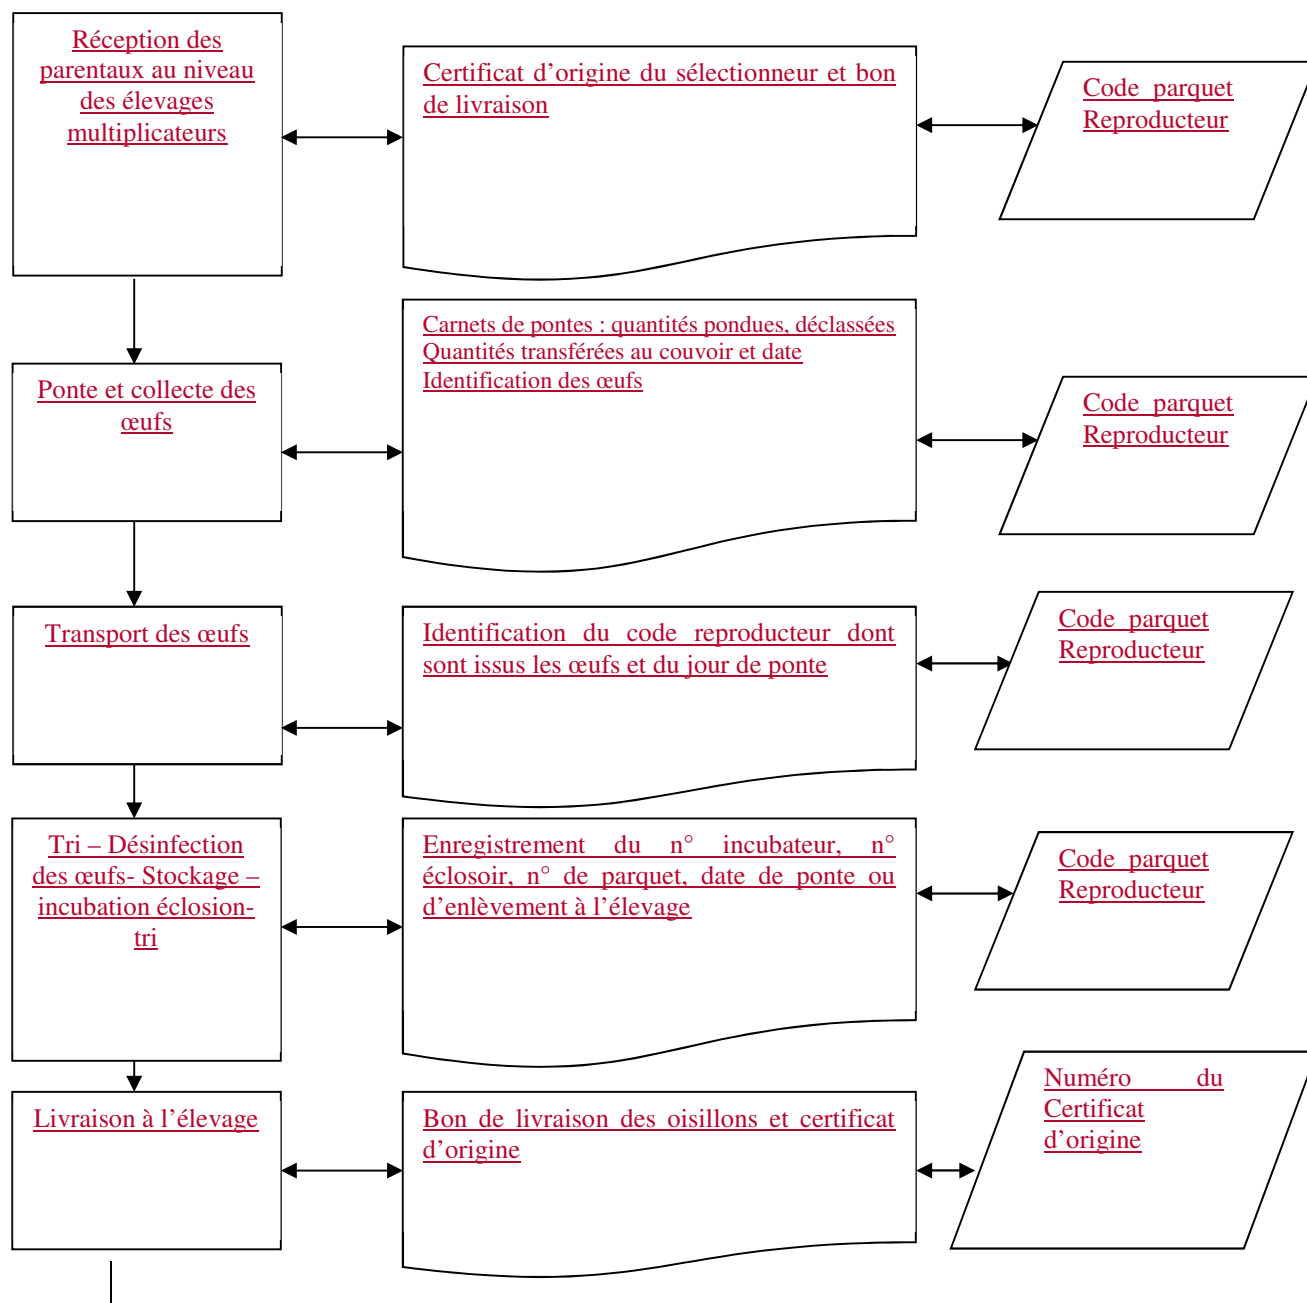 Réception des
parentaux au niveau
des élevages
multiplicateurs
Certificat d’origine du sélectionneur et bon
de livraison
Code parquet
Reproducteur
Carnets de pontes : quantités pondues, déclassées
Quantités transférées au couvoir et date
Identification des œufs
Ponte et collecte des
œufs
Code parquet
Reproducteur
Transport des œufs
Identification du code reproducteur dont
sont issus les œufs et du jour de ponte
Code parquet
Reproducteur
Tri – Désinfection
des œufs- Stockage –
incubation éclosion-
tri
Enregistrement du n° incubateur, n°
éclosoir, n° de parquet, date de ponte ou
d’enlèvement à l’élevage
Code parquet
Reproducteur
Livraison à l’élevage
Bon de livraison des oisillons et certificat
d’origine
Numéro du
Certificat
d’origine